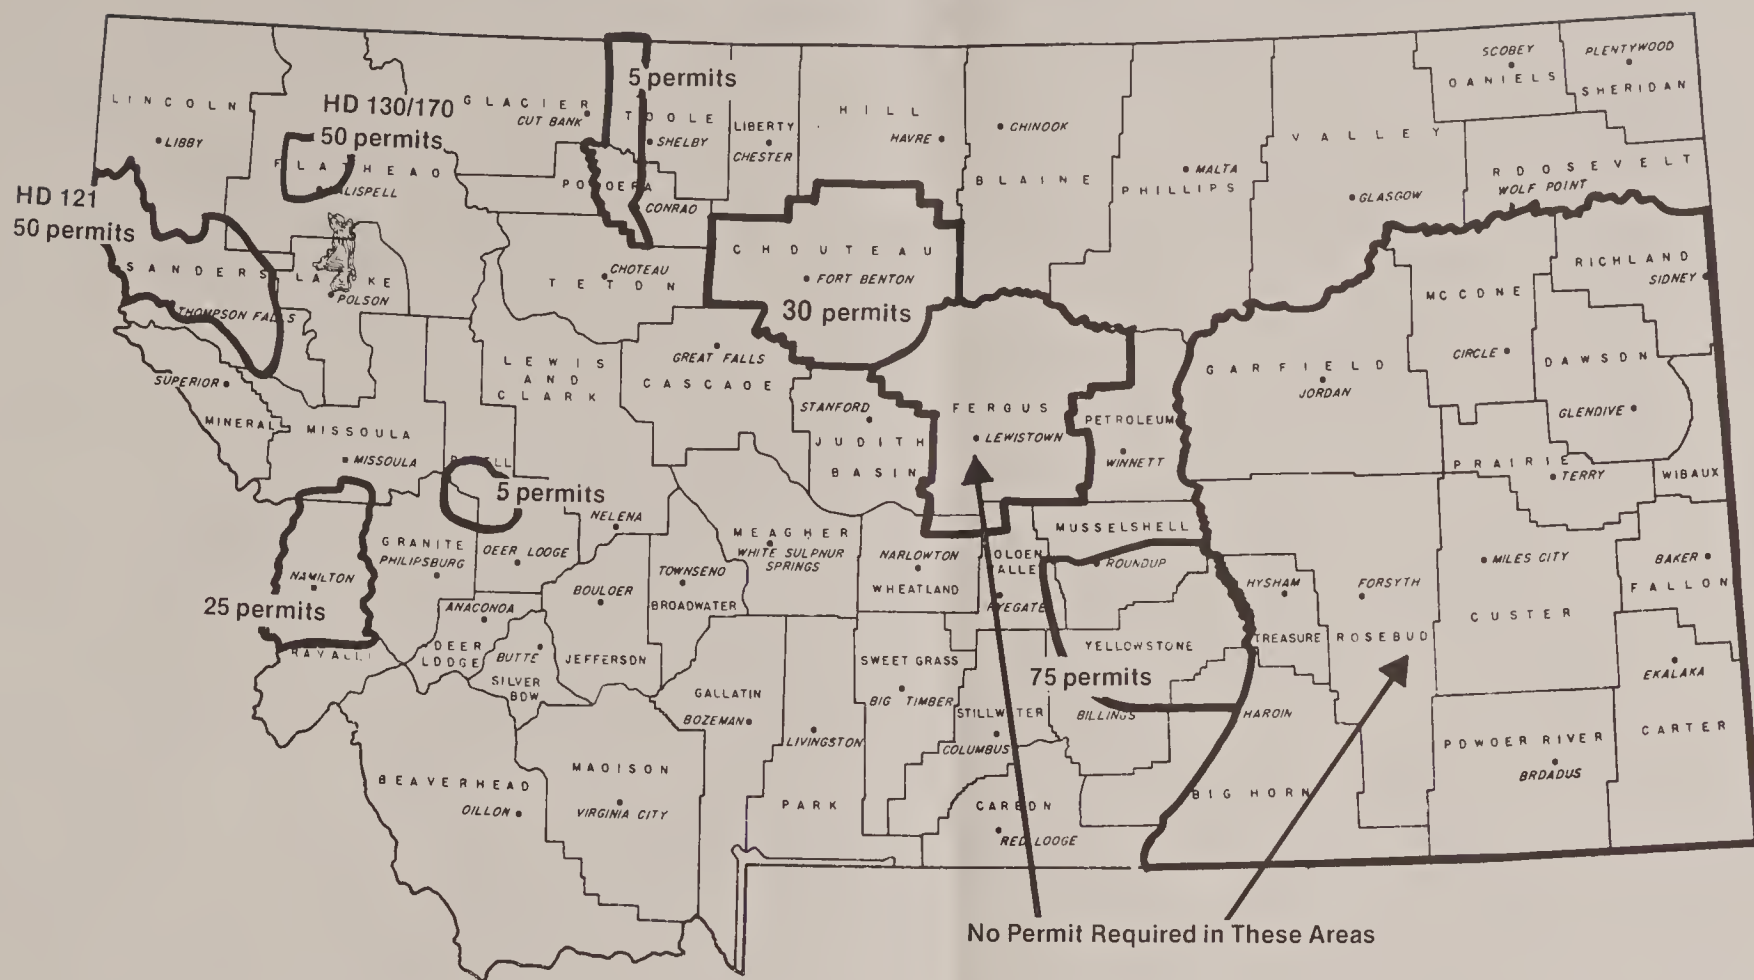 SCOBEY
PLENTYWOOD
DANIELS
SHERIDAN
5 permits
LINCOLN
HD 130/170
GLACIER
CUT BANK
TOOLE
HILL
50 permits
LIBBY
SHELBY
LIBERTY
CHESTER
HAVRE
CHINOOK
VALLEY
FLATHEAD
MALTA
ROOSEVELT
WOLF POINT
HD 121
50 permits
KALISPELL
PONDERA
CONRAD
BLAINE
PHILLIPS
GLASGOW
CHOUTEAU
SANDERS
LAKE
CHOTEAU
TETON
FORT BENTON
RICHLAND
SIDNEY
POLSON
THOMPSON FALLS
30 permits
MCCONE
SUPERIOR
LEWIS
AND
CLARK
GREAT FALLS
CASCADE
GARFIELD
JORDAN
CIRCLE
DAWSON
GLENDIVE
MINERAL
MISSOULA
MISSOULA
STANFORD
JUDITH
BASIN
FERGUS
LEWISTOWN
PETROLEUM
WINNETT
PRAIRIE
TERRY
WIBAUX
POWELL
5 permits
HELENA
MEAGHER
WHITE SULPHUR
SPRINGS
GRANITE
PHILIPSBURG
DEER LODGE
HARLOWTON
WHEATLAND
GOLDEN
VALLEY
RYEGATE
MUSSELSHELL
ROUNDUP
MILES CITY
BAKER
FALLON
HAMILTON
25 permits
RAVALLI
ANACONDA
DEER
LODGE
BOULDER
TOWNSEND
BROADWATER
HYSHAM
FORSYTH
CUSTER
BUTTE
SILVER
BOW
JEFFERSON
YELLOWSTONE
TREASURE
ROSEBUD
SWEET GRASS
75 permits
EKALAKA
GALLATIN
BOZEMAN
BIG TIMBER
STILLWATER
BILLINGS
HARDIN
LIVINGSTON
COLUMBUS
POWDER RIVER
BROADUS
CARTER
BEAVERHEAD
DILLON
MADISON
VIRGINIA CITY
PARK
CARBON
RED LODGE
BIG HORN
No Permit Required in These Areas